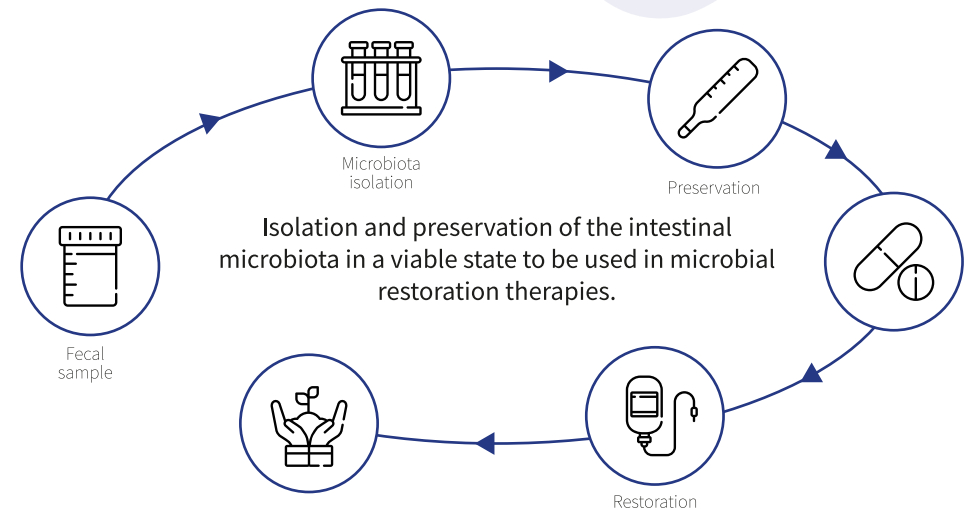 Microbiota
isolation
Preservation
Isolation and preservation of the intestinal
microbiota in a viable state to be used in microbial
restoration therapies.
Fecal
sample
Restoration